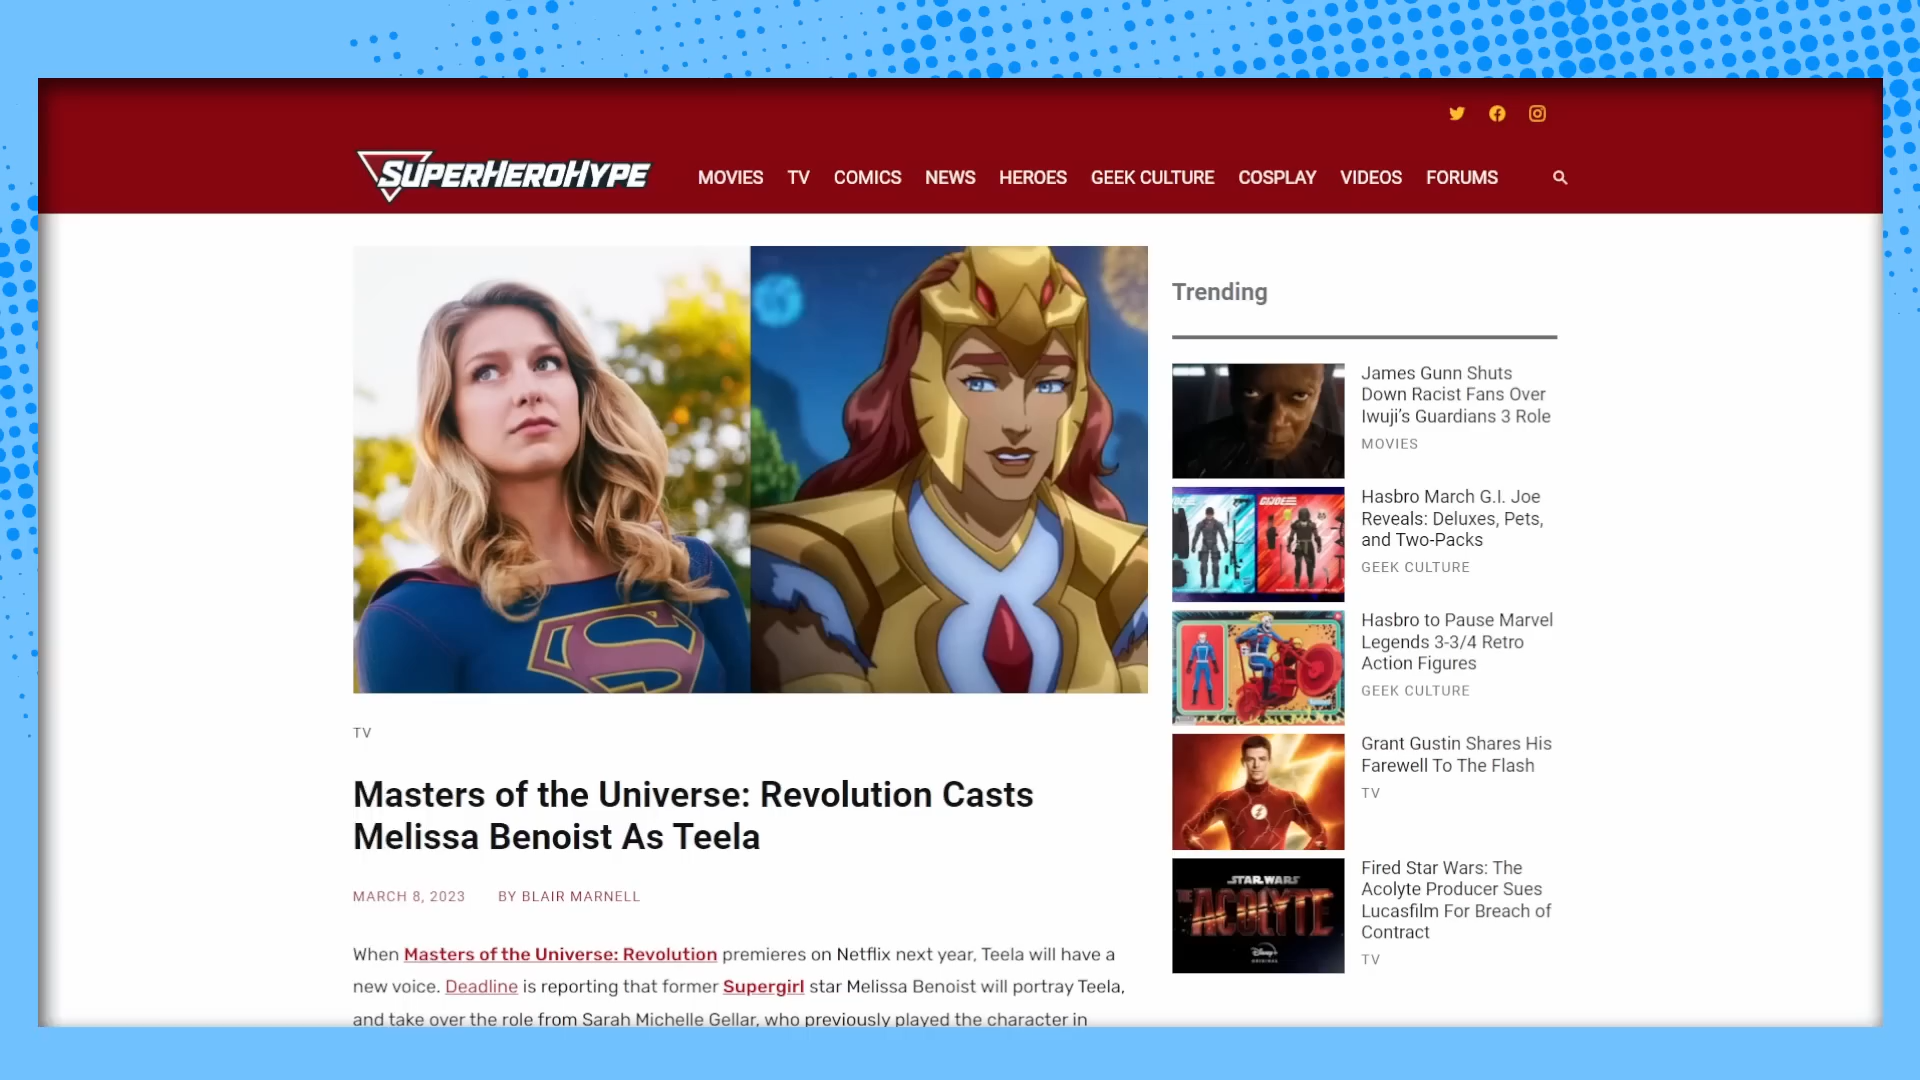 SUPERHEROHYPE
MOVIES TV COMICS NEWS HEROES GEEK CULTURE COSPLAY VIDEOS FORUMS
TV
Masters of the Universe: Revolution Casts
Melissa Benoist As Teela
MARCH 8, 2023 BY BLAIR MARNELL
When Masters of the Universe: Revolution premieres on Netflix next year, Teela will have a
new voice. Deadline is reporting that former Supergirl star Melissa Benoist will portray Teela,
and take over the role from Sarah Michelle Gellar, who previously played the character in
Trending
James Gunn Shuts
Down Racist Fans Over
Iwuji’s Guardians 3 Role
MOVIES
GIJOE
Hasbro March G.I. Joe
Reveals: Deluxes, Pets,
and Two-Packs
GEEK CULTURE
Hasbro to Pause Marvel
Legends 3-3/4 Retro
Action Figures
GEEK CULTURE
Grant Gustin Shares His
Farewell To The Flash
TV
STAR WARS
THE
ACOLYTE
Disney+
ORIGINAL
Fired Star Wars: The
Acolyte Producer Sues
Lucasfilm For Breach of
Contract
TV